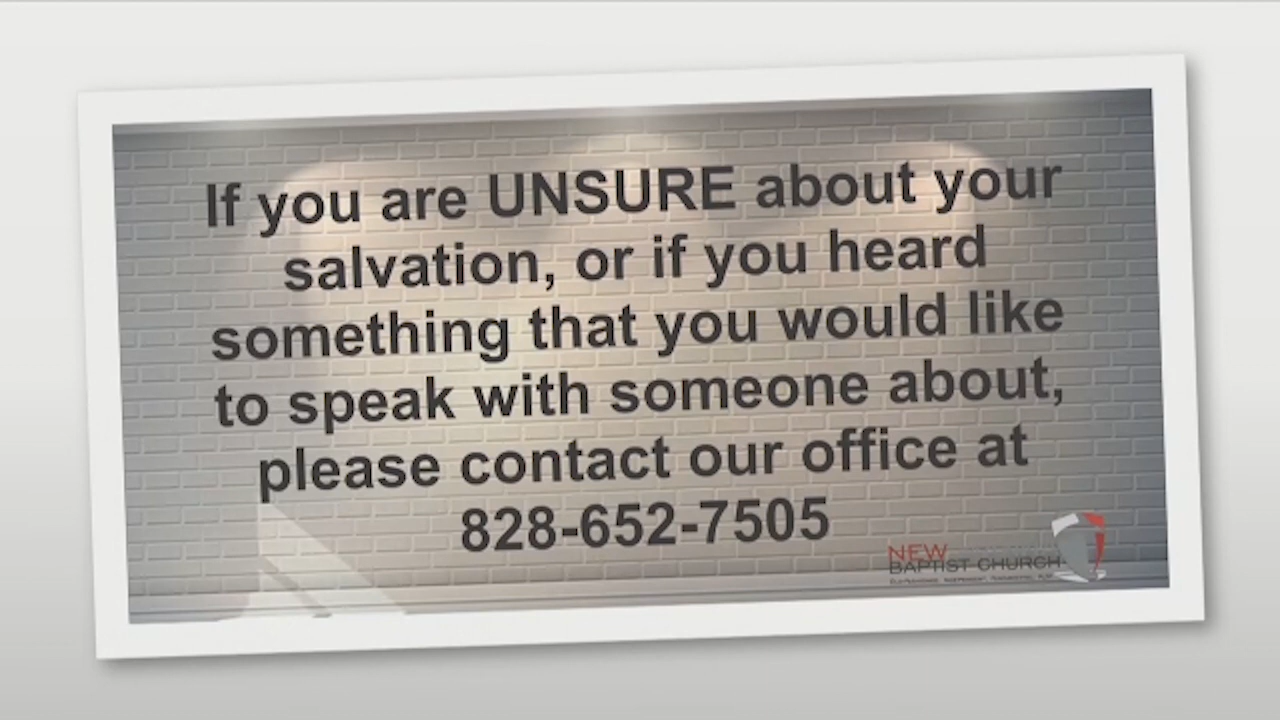 If you are UNSURE about your
salvation, or if you heard
something that you would like
to speak with someone about,
please contact our office at
828-652-7505
NEW
BAPTIST CHURCH